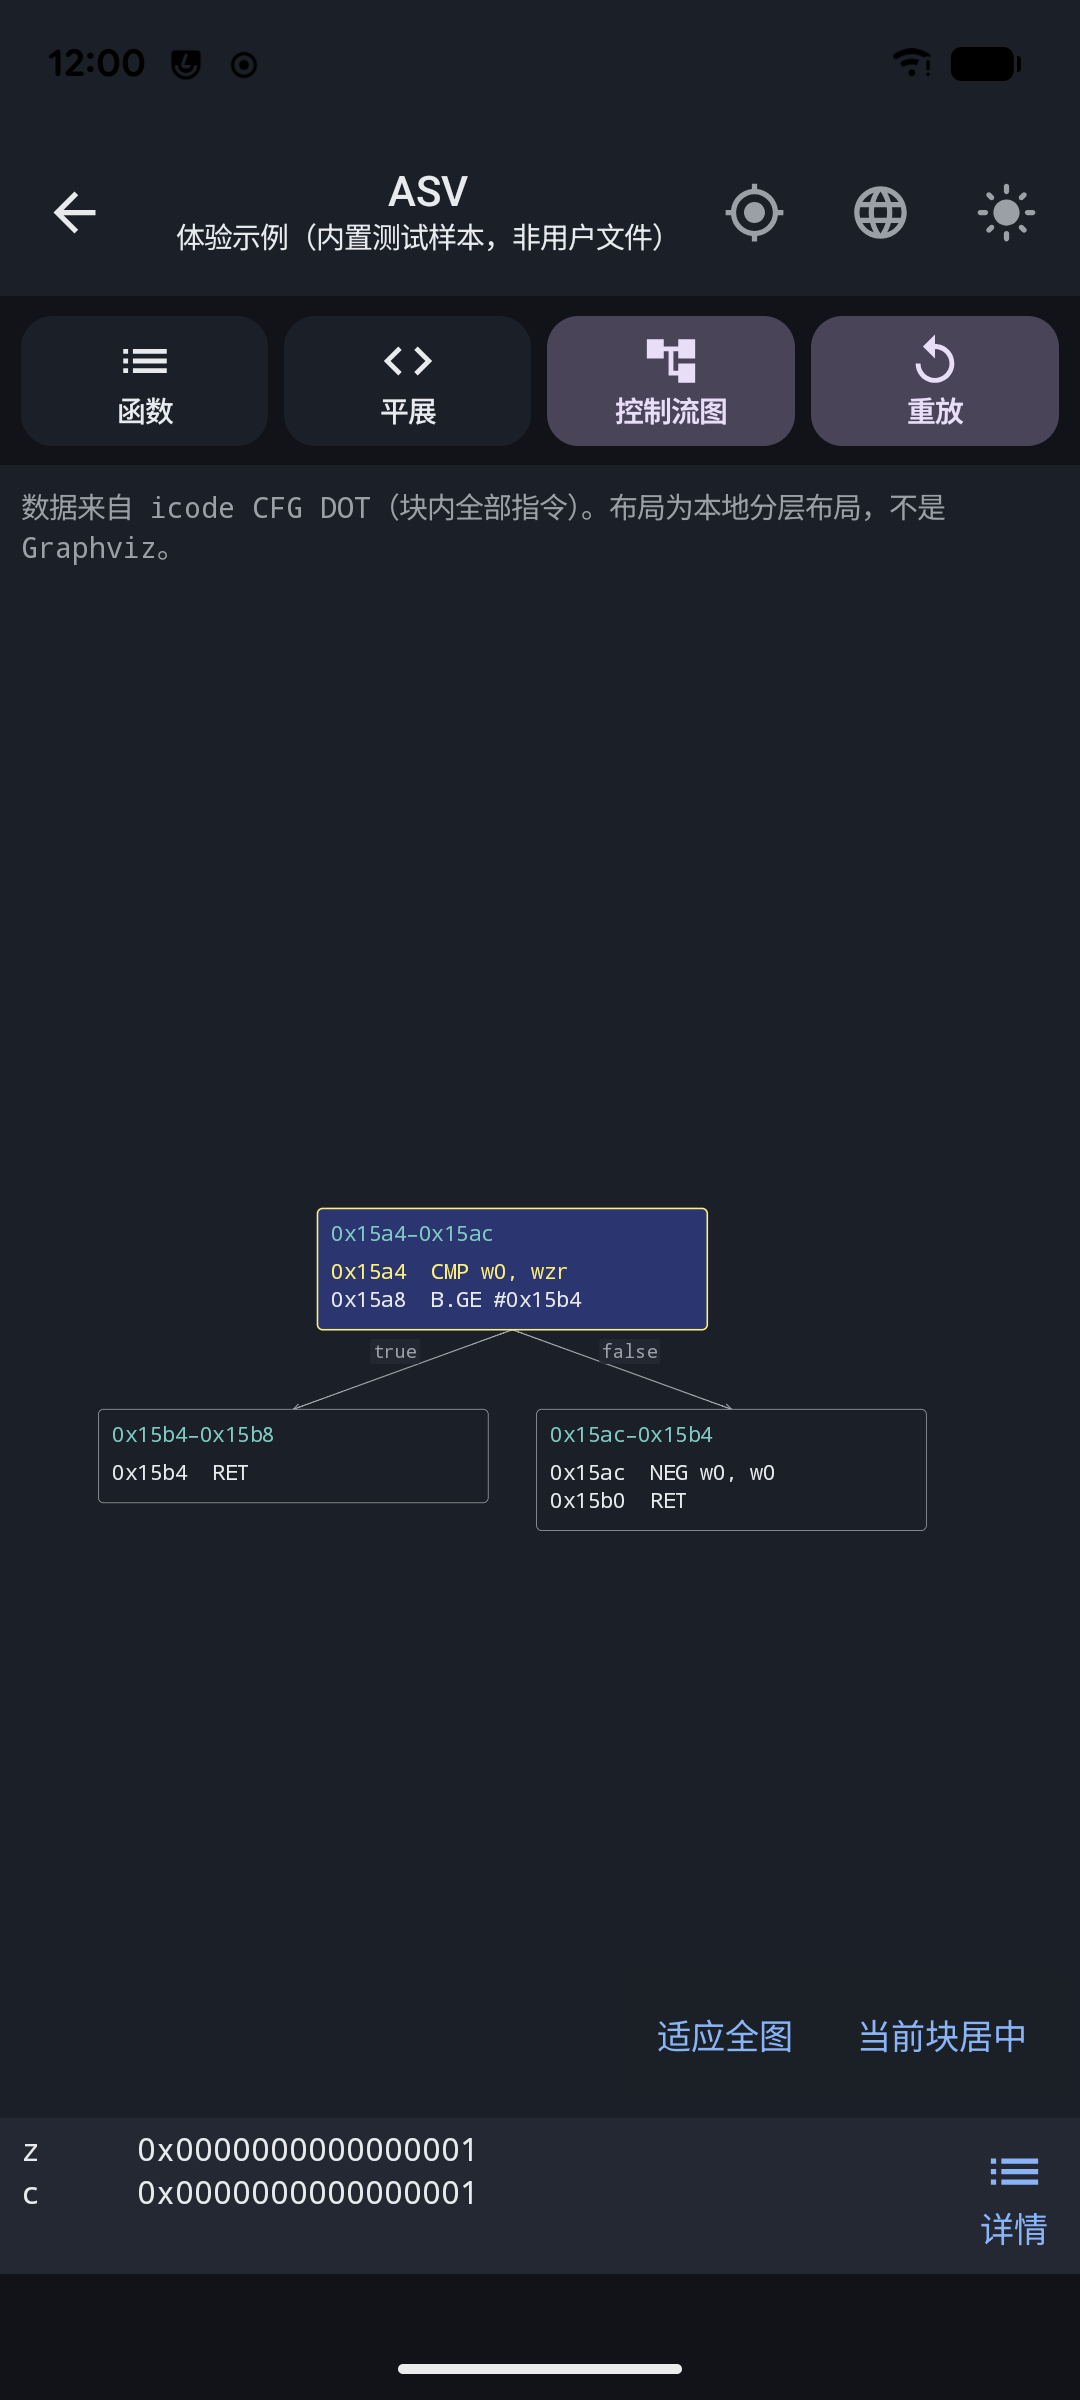 12:00
ASV
体验示例（内置测试样本，非用户文件）
函数
平展
控制流图
重放
数据来自 icode CFG DOT（块内全部指令）。布局为本地分层布局，不是
Graphviz。
0x15a4–0x15ac
0x15a4 CMP w0, wzr
0x15a8 B.GE #0x15b4
true
false
0x15b4–0x15b8
0x15b4 RET
0x15ac–0x15b4
0x15ac NEG w0, w0
0x15b0 RET
适应全图
当前块居中
z 0x0000000000000001
c 0x0000000000000001
详情